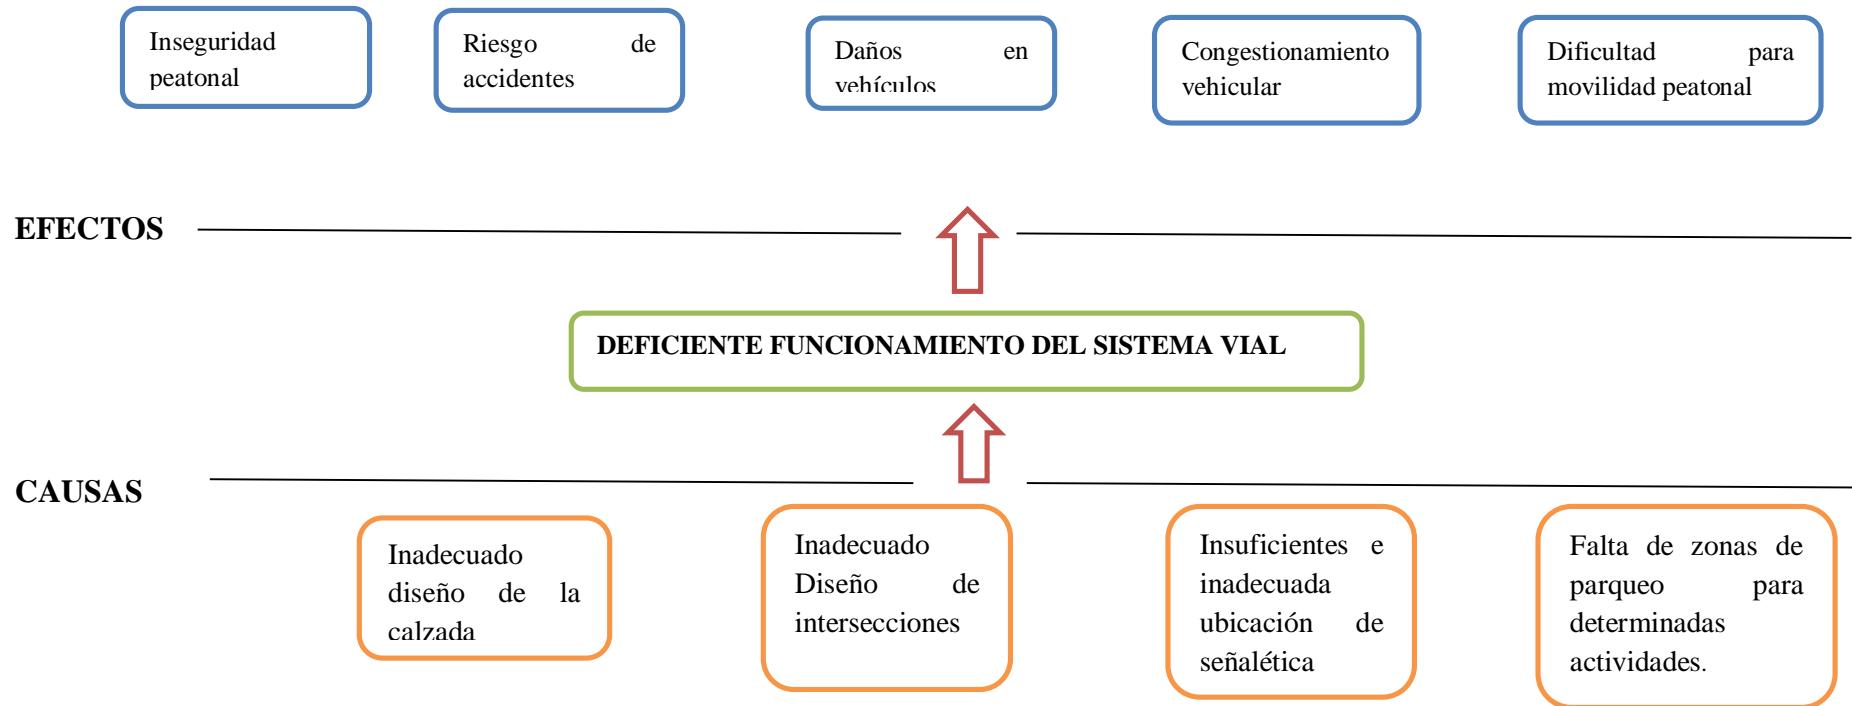 Inseguridad
peatonal
Riesgo de
accidentes
Daños en
vehículos
Congestionamiento
vehicular
Dificultad para
movilidad peatonal
EFECTOS
DEFICIENTE FUNCIONAMIENTO DEL SISTEMA VIAL
CAUSAS
Inadecuado
diseño de la
calzada
Inadecuado
Diseño de
intersecciones
Insuficientes e
inadecuada
ubicación de
señalética
Falta de zonas de
parqueo para
determinadas
actividades.